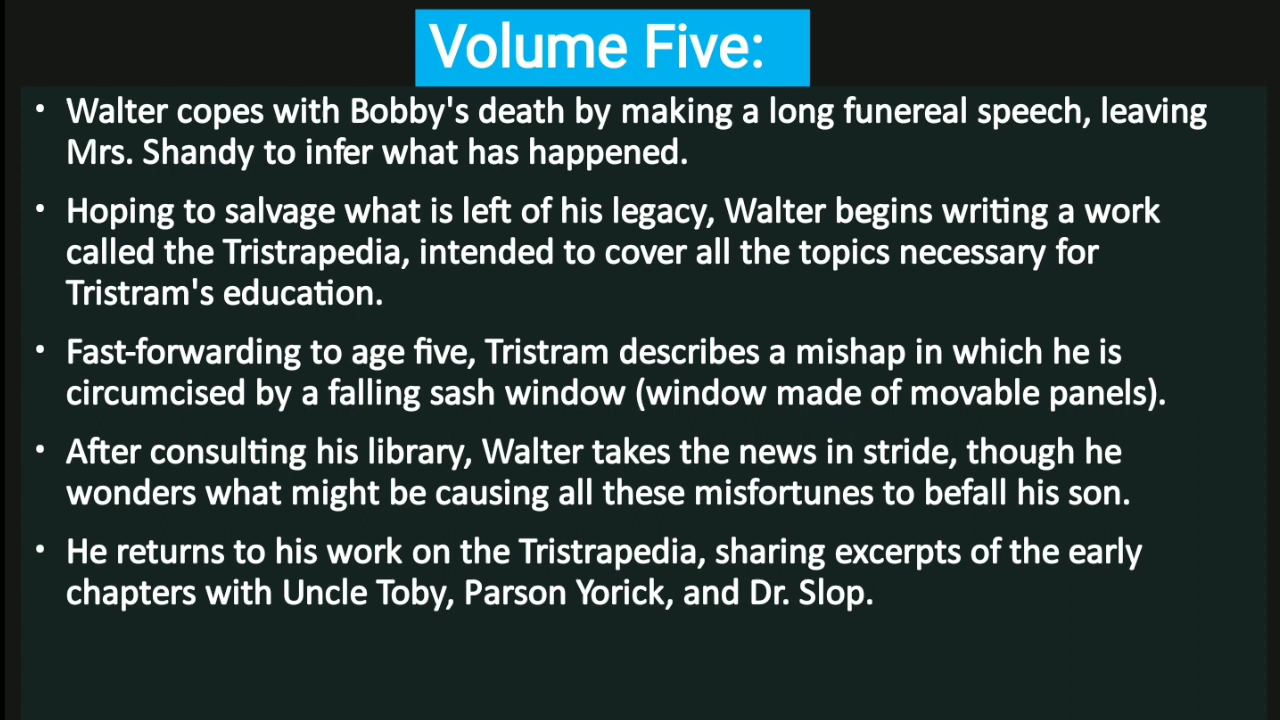 Volume Five:
• Walter copes with Bobby's death by making a long funereal speech, leaving
Mrs. Shandy to infer what has happened.
• Hoping to salvage what is left of his legacy, Walter begins writing a work
called the Tristrapedia, intended to cover all the topics necessary for
Tristram's education.
• Fast-forwarding to age five, Tristram describes a mishap in which he is
circumcised by a falling sash window (window made of movable panels).
• After consulting his library, Walter takes the news in stride, though he
wonders what might be causing all these misfortunes to befall his son.
• He returns to his work on the Tristrapedia, sharing excerpts of the early
chapters with Uncle Toby, Parson Yorick, and Dr. Slop.